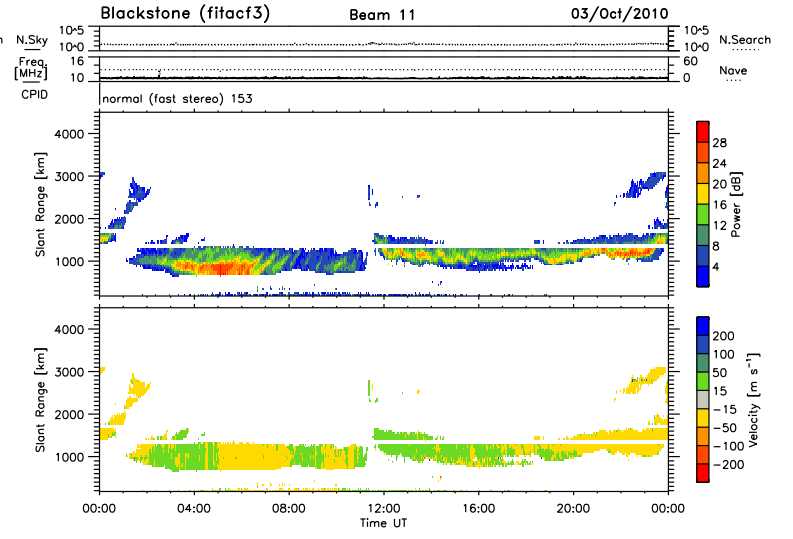 Blackstone (fitacf3) Beam 11 03/Oct/2010
n N.Sky 10^5 10^0 10^5 10^0 N.Search
Freq. [MHz] 16 10 60 0 Nave
CPID normal (fast stereo) 153
Slant Range [km]
4000
3000
2000
1000
28
24
20
16
12
8
4
Power [dB]
Slant Range [km]
4000
3000
2000
1000
200
100
50
15
-15
-50
-100
-200
Velocity [m s⁻¹]
00:00 04:00 08:00 12:00 16:00 20:00 00:00
Time UT